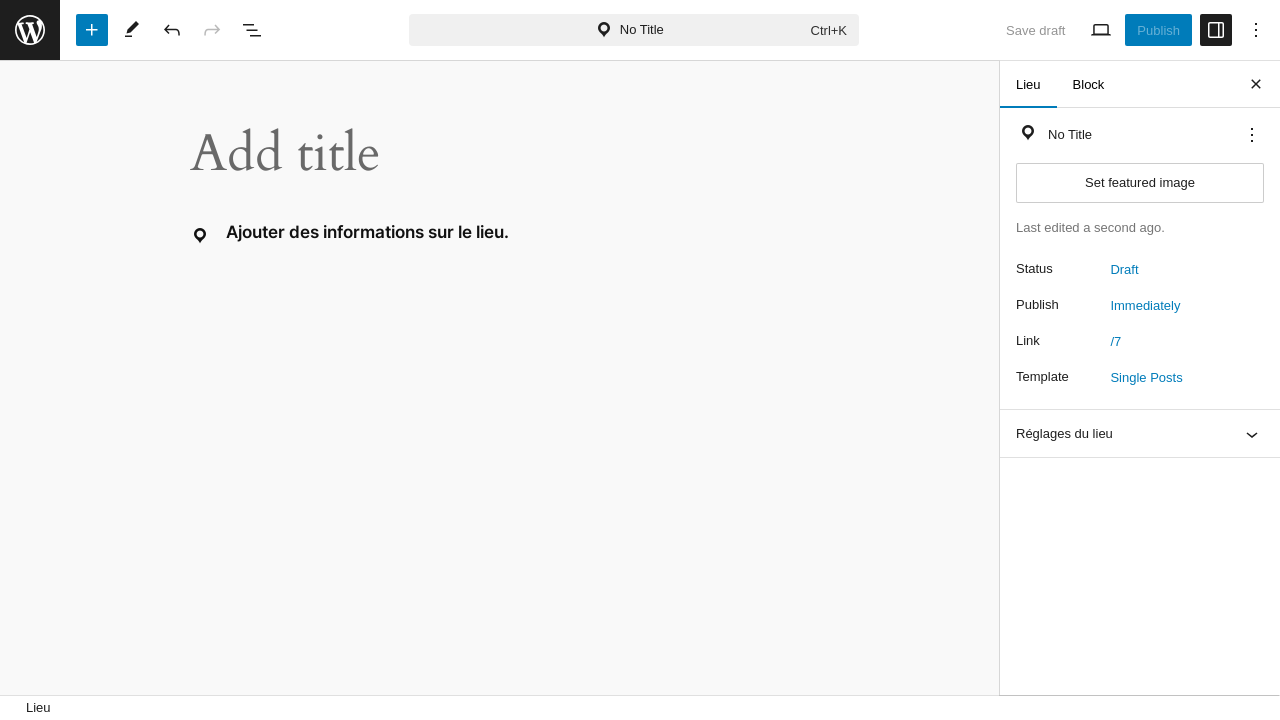 No Title
Ctrl+K
Save draft
Publish
Add title
Ajouter des informations sur le lieu.
Lieu
Block
No Title
Set featured image
Last edited a second ago.
Status
Draft
Publish
Immediately
Link
/7
Template
Single Posts
Réglages du lieu
Lieu